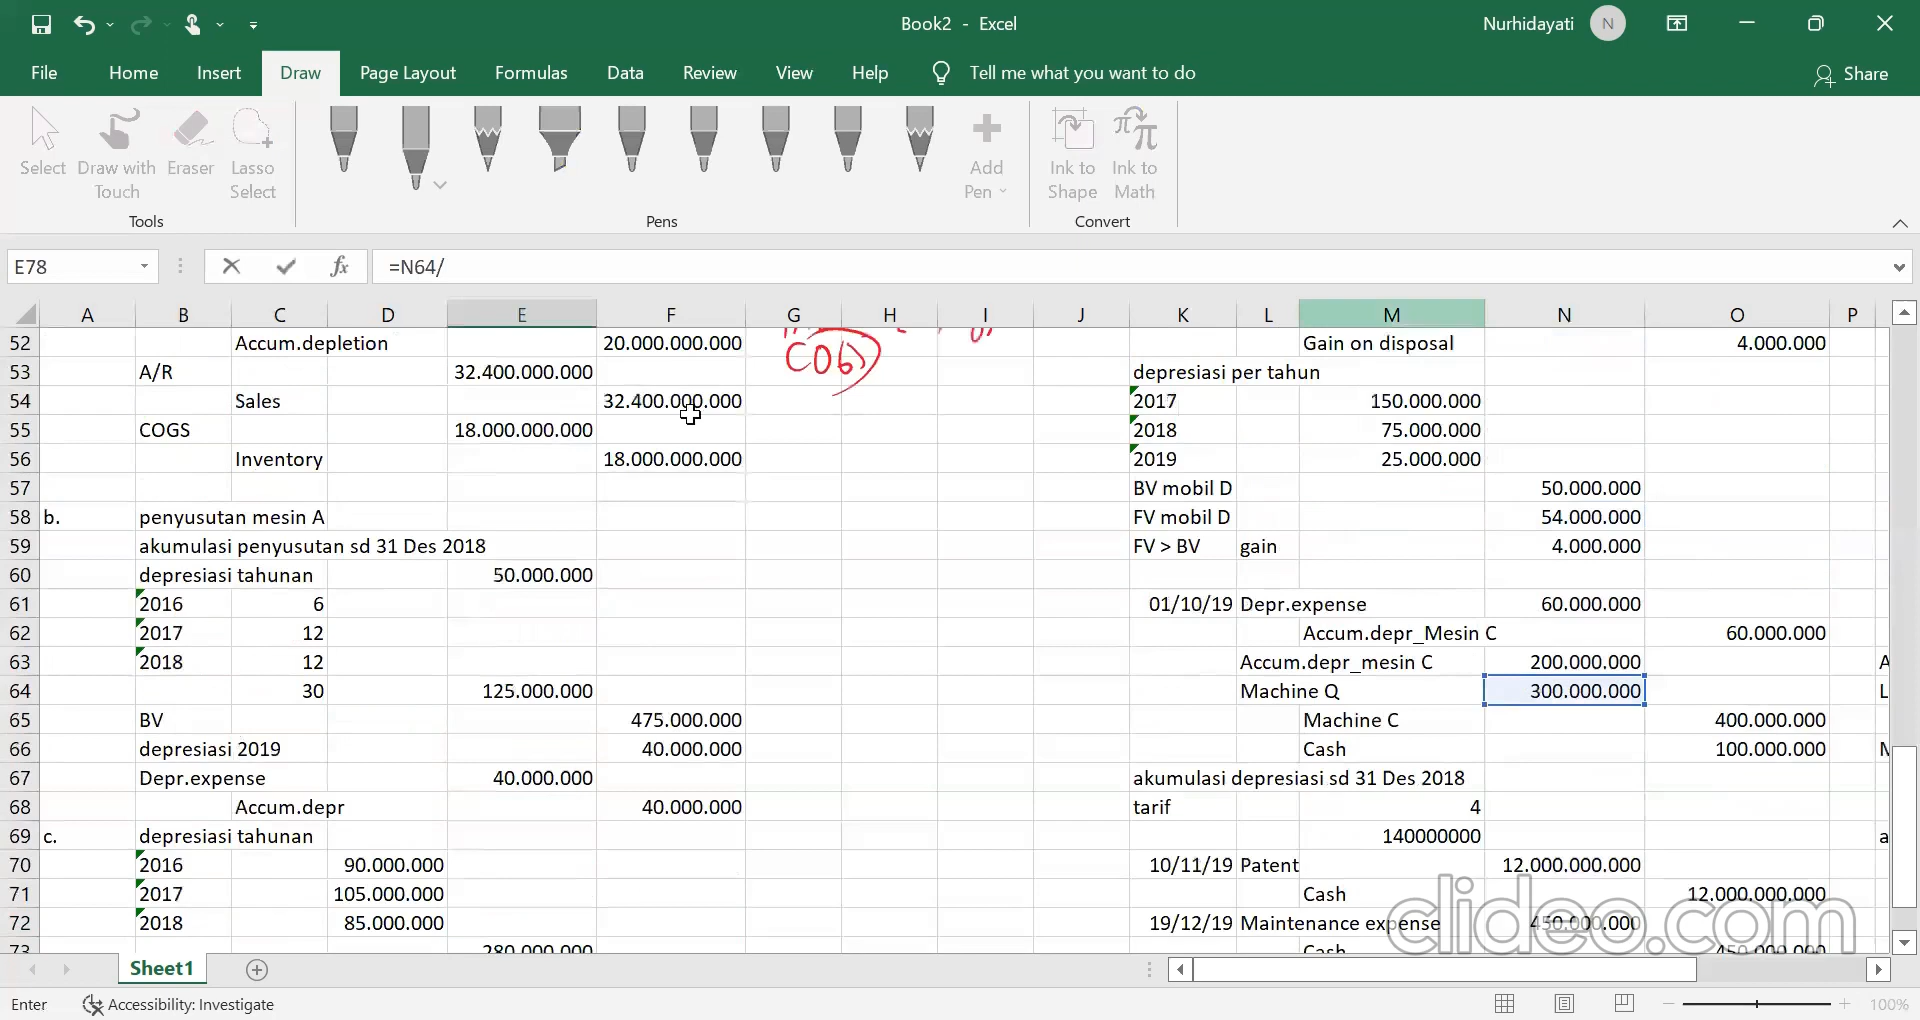 Book2 - Excel
Nurhidayati N
File Home Insert Draw Page Layout Formulas Data Review View Help Tell me what you want to do Share
Select Draw with Touch Eraser Lasso Select Add Pen Ink to Shape Ink to Math
Tools Pens Convert
E78 fx =N64/
A B C D E F G H I J K L M N O P
52 Accum.depletion 20.000.000.000 Gain on disposal 4.000.000
53 A/R 32.400.000.000 depresiasi per tahun
54 Sales 32.400.000.000 2017 150.000.000
55 COGS 18.000.000.000 2018 75.000.000
56 Inventory 18.000.000.000 2019 25.000.000
57 BV mobil D 50.000.000
58 b. penyusutan mesin A FV mobil D 54.000.000
59 akumulasi penyusutan sd 31 Des 2018 FV > BV gain 4.000.000
60 depresiasi tahunan 50.000.000
61 2016 6 01/10/19 Depr.expense 60.000.000
62 2017 12 Accum.depr_Mesin C 60.000.000
63 2018 12 Accum.depr_mesin C 200.000.000 A
64 30 125.000.000 Machine Q 300.000.000 L
65 BV 475.000.000 Machine C 400.000.000
66 depresiasi 2019 40.000.000 Cash 100.000.000
67 Depr.expense 40.000.000 akumulasi depresiasi sd 31 Des 2018
68 Accum.depr 40.000.000 tarif 4
69 c. depresiasi tahunan 140000000 a
70 2016 90.000.000 10/11/19 Patent 12.000.000.000
71 2017 105.000.000 Cash 12.000.000.000
72 2018 85.000.000 19/12/19 Maintenance expense 450.000.000
73 280.000.000 Cash 450.000.000
clideo.com
Sheet1
Enter Accessibility: Investigate 100%